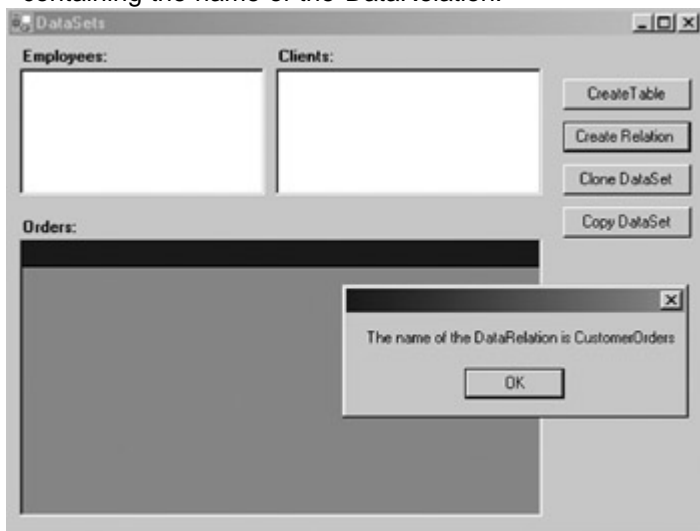 containing the name of the DataRelation.
DataSets
Employees:
Clients:
CreateTable
Create Relation
Clone DataSet
Copy DataSet
Orders:
The name of the DataRelation is CustomerOrders
OK